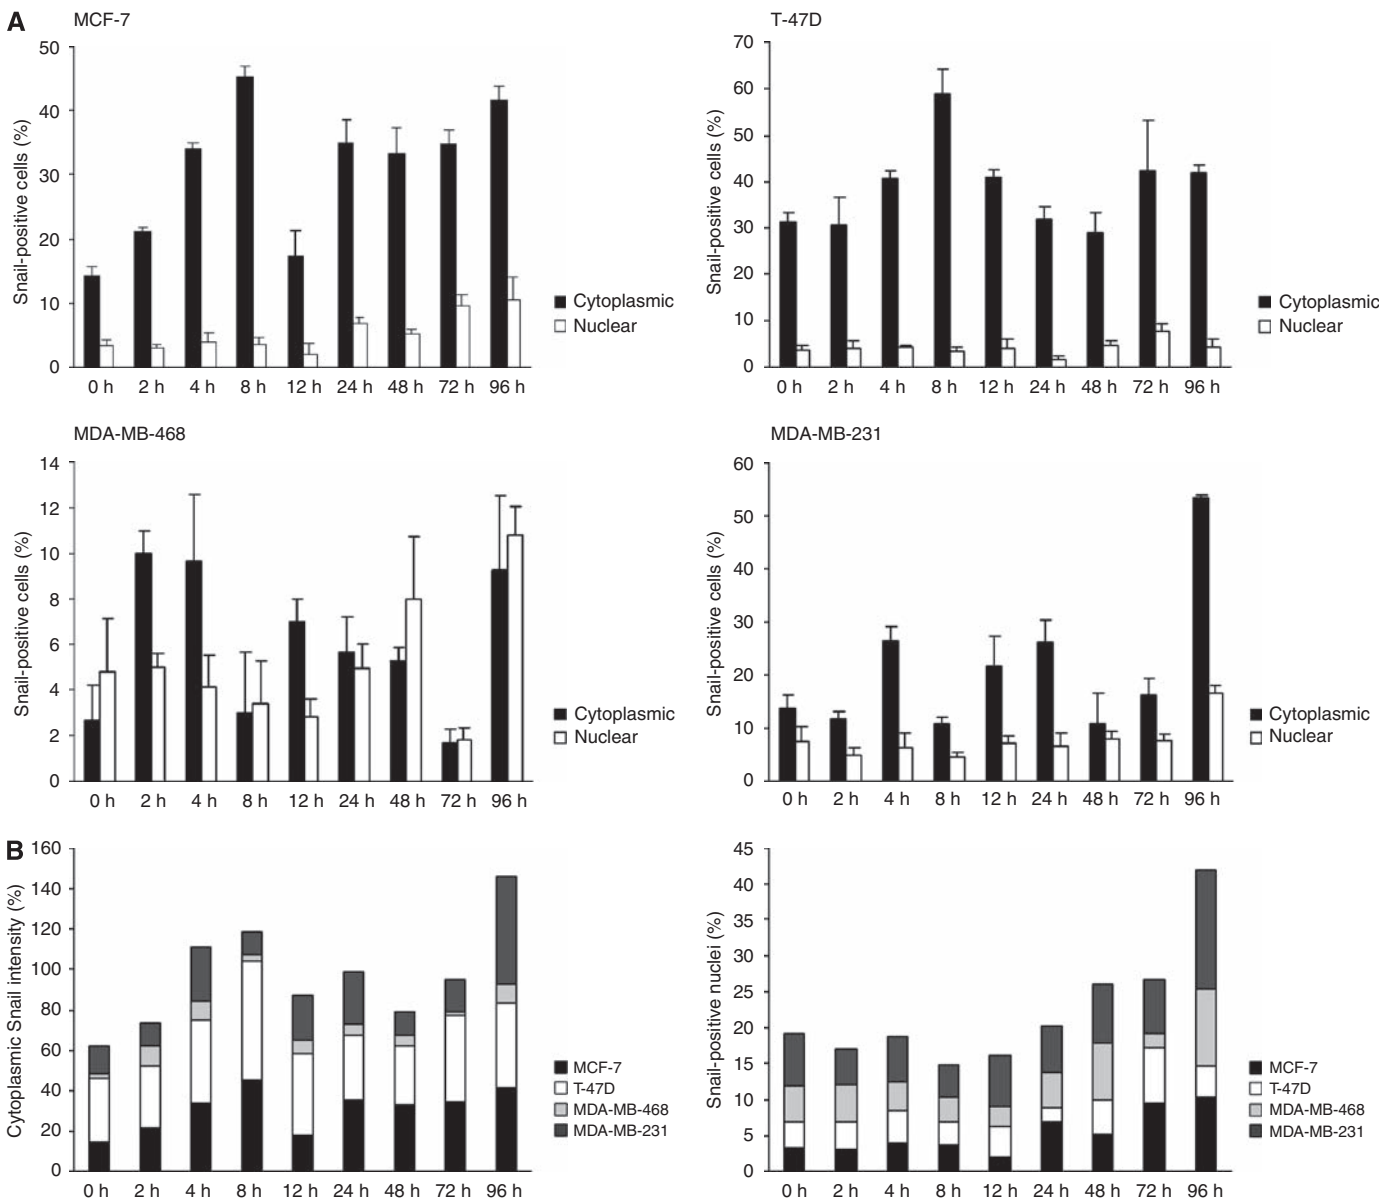 A
MCF-7
Snail-positive cells (%)
50
40
30
20
10
0
0 h 2 h 4 h 8 h 12 h 24 h 48 h 72 h 96 h
Cytoplasmic
Nuclear
T-47D
Snail-positive cells (%)
70
60
50
40
30
20
10
0
0 h 2 h 4 h 8 h 12 h 24 h 48 h 72 h 96 h
Cytoplasmic
Nuclear
MDA-MB-468
Snail-positive cells (%)
14
12
10
8
6
4
2
0
0 h 2 h 4 h 8 h 12 h 24 h 48 h 72 h 96 h
Cytoplasmic
Nuclear
MDA-MB-231
Snail-positive cells (%)
60
50
40
30
20
10
0
0 h 2 h 4 h 8 h 12 h 24 h 48 h 72 h 96 h
Cytoplasmic
Nuclear
B
Cytoplasmic Snail intensity (%)
160
140
120
100
80
60
40
20
0
0 h 2 h 4 h 8 h 12 h 24 h 48 h 72 h 96 h
MCF-7
T-47D
MDA-MB-468
MDA-MB-231
Snail-positive nuclei (%)
45
40
35
30
25
20
15
10
5
0
0 h 2 h 4 h 8 h 12 h 24 h 48 h 72 h 96 h
MCF-7
T-47D
MDA-MB-468
MDA-MB-231